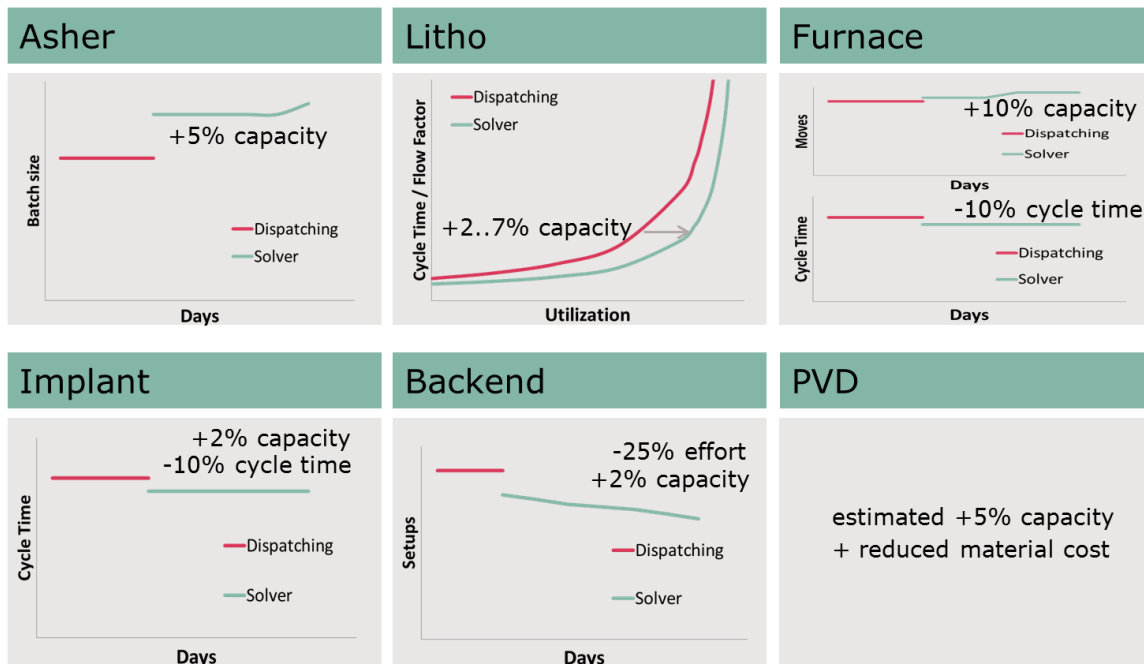 Asher
Batch size
+5% capacity
Dispatching
Solver
Days
Litho
Cycle Time / Flow Factor
Dispatching
Solver
+2..7% capacity
Utilization
Furnace
Moves
+10% capacity
Dispatching
Solver
Days
Cycle Time
-10% cycle time
Dispatching
Solver
Days
Implant
Cycle Time
+2% capacity
-10% cycle time
Dispatching
Solver
Days
Backend
Setups
-25% effort
+2% capacity
Dispatching
Solver
Days
PVD
estimated +5% capacity
+ reduced material cost